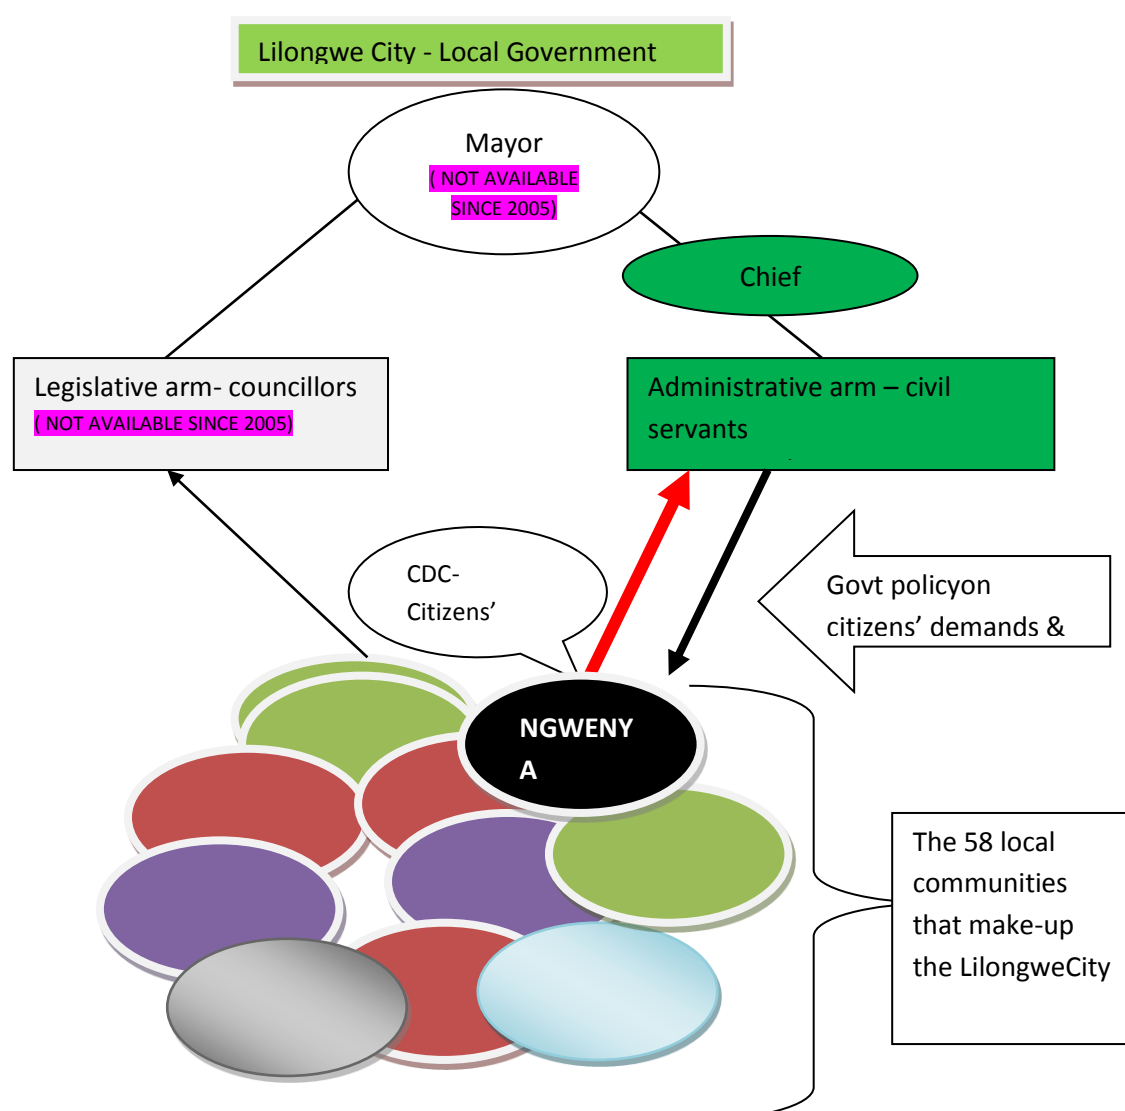 Lilongwe City - Local Government
Mayor
( NOT AVAILABLE
SINCE 2005)
Chief
Legislative arm- councillors
( NOT AVAILABLE SINCE 2005)
Administrative arm – civil
servants
CDC-
Citizens’
Govt policyon
citizens’ demands &
NGWENY
A
The 58 local
communities
that make-up
the LilongweCity